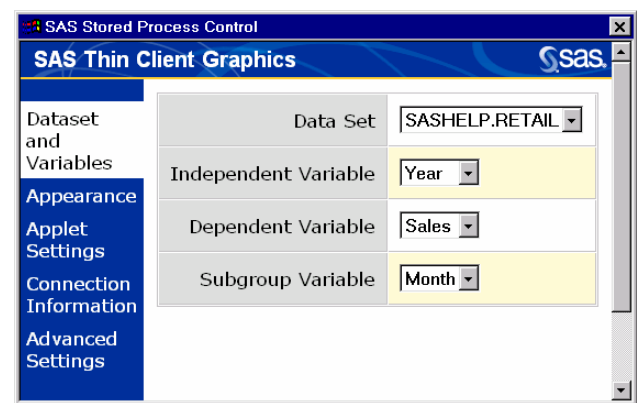 SAS Stored Process Control
SAS Thin Client Graphics
sas.
Dataset
and
Variables
Appearance
Applet
Settings
Connection
Information
Advanced
Settings
Data Set SASHELP.RETAIL
Independent Variable Year
Dependent Variable Sales
Subgroup Variable Month